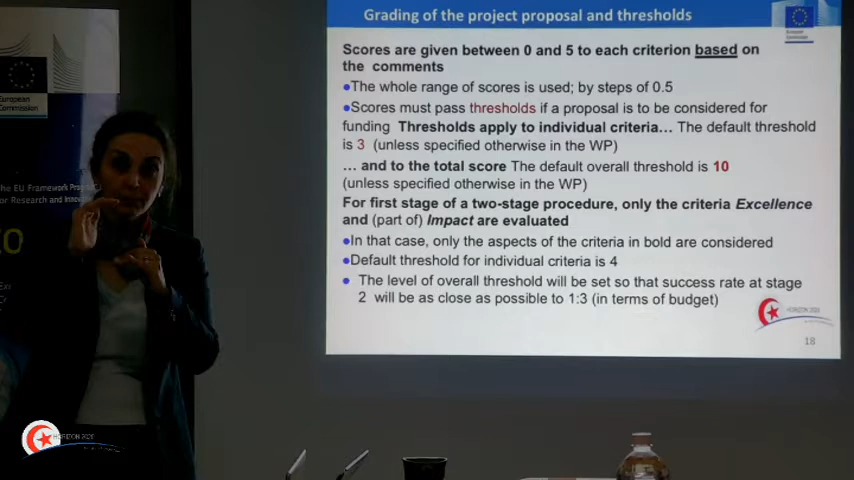 Grading of the project proposal and thresholds
European
Commission
Scores are given between 0 and 5 to each criterion based on
the comments
●The whole range of scores is used; by steps of 0.5
●Scores must pass thresholds if a proposal is to be considered for
funding Thresholds apply to individual criteria… The default threshold
is 3 (unless specified otherwise in the WP)
… and to the total score The default overall threshold is 10
(unless specified otherwise in the WP)
For first stage of a two-stage procedure, only the criteria Excellence
and (part of) Impact are evaluated
●In that case, only the aspects of the criteria in bold are considered
●Default threshold for individual criteria is 4
● The level of overall threshold will be set so that success rate at stage
2 will be as close as possible to 1:3 (in terms of budget)
HORIZON 2020
18
European
Commission
The EU Framework
or Research and Innovation
HORIZON 2020